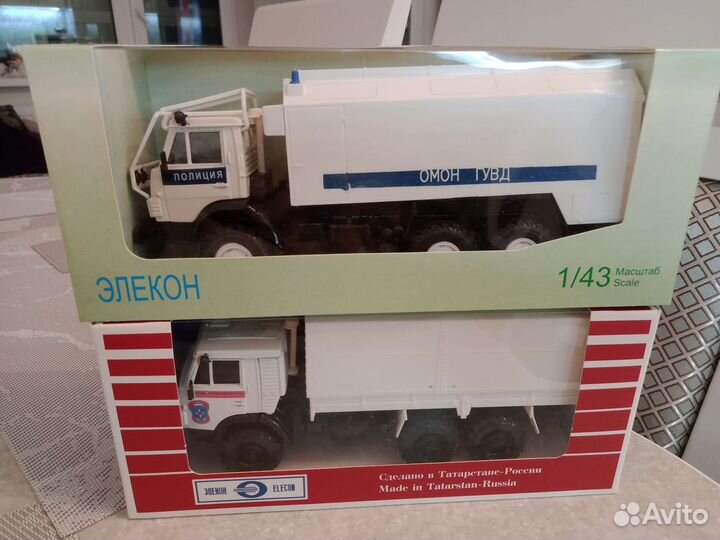 ПОЛИЦИЯ
ОМОН ГУВД
ЭЛЕКОН
1/43 Масштаб
Scale
Сделано в Татарстане-России
Made in Tatarstan-Russia
ЭЛЕКОН ELECON
Avito